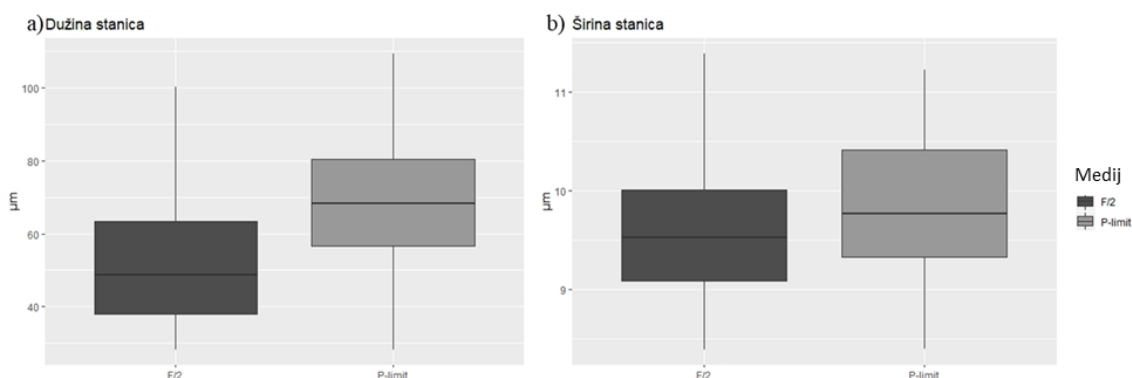 a) Dužina stanica
100
80
60
40
µm
F/2
P-limit
b) Širina stanica
11
10
9
µm
F/2
P-limit
Medij
F/2
P-limit